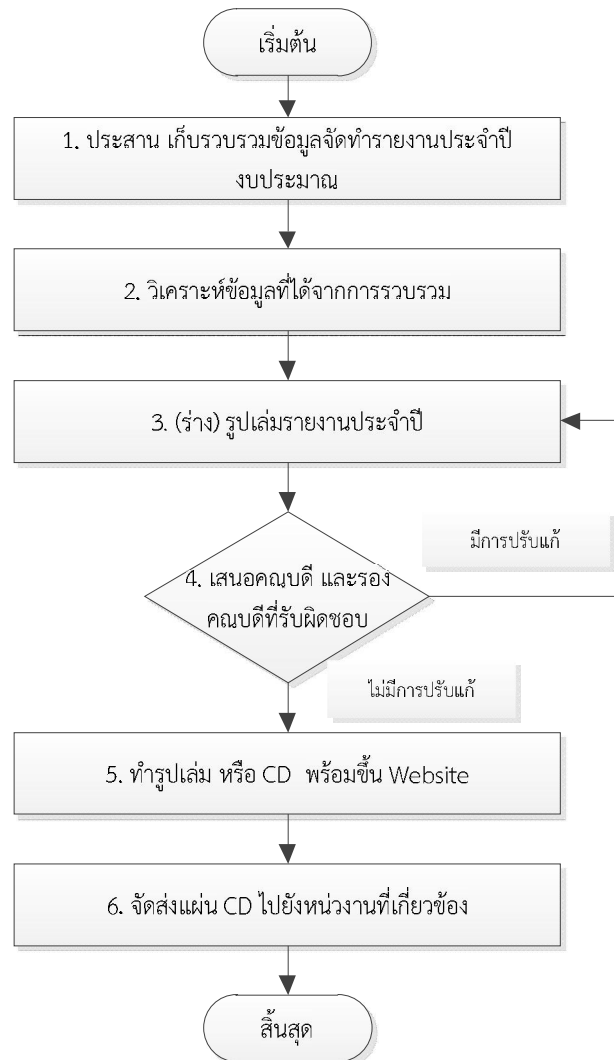 เริ่มต้น
1. ประสาน เก็บรวบรวมข้อมูลจัดทำรายงานประจำปี
งบประมาณ
2. วิเคราะห์ข้อมูลที่ได้จากการรวบรวม
3. (ร่าง) รูปเล่มรายงานประจำปี
มีการปรับแก้
4. เสนอคณบดี และรอง
คณบดีที่รับผิดชอบ
ไม่มีการปรับแก้
5. ทำรูปเล่ม หรือ CD พร้อมขึ้น Website
6. จัดส่งแผ่น CD ไปยังหน่วยงานที่เกี่ยวข้อง
สิ้นสุด